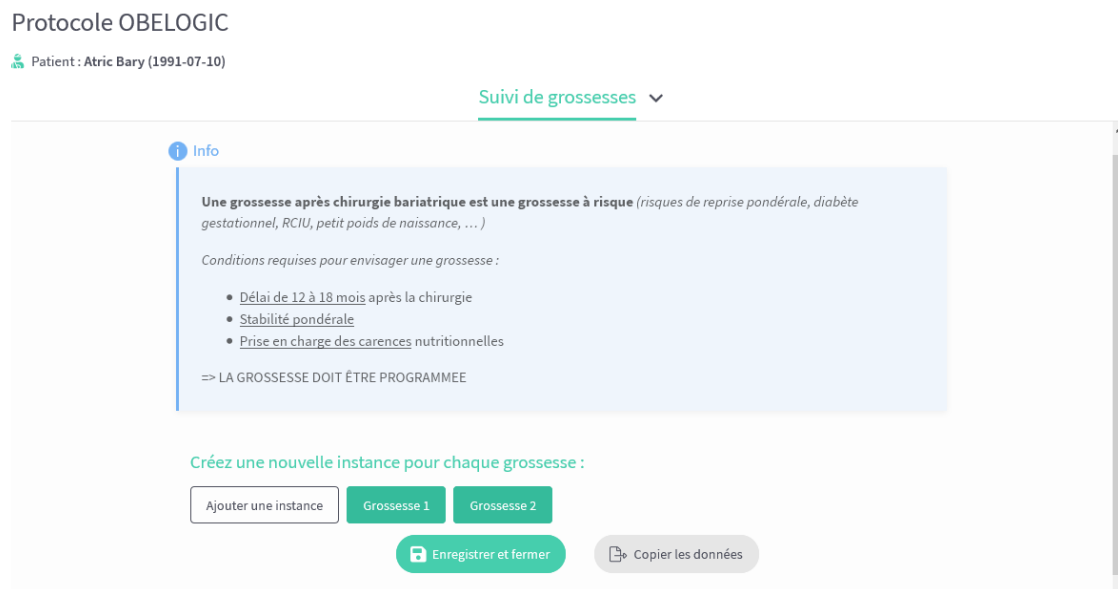 Protocole OBELOGIC
Patient : Atric Bary (1991-07-10)
Suivi de grossesses
Info
Une grossesse après chirurgie bariatrique est une grossesse à risque (risques de reprise pondérale, diabète
gestationnel, RCIU, petit poids de naissance, … )
Conditions requises pour envisager une grossesse :
• Délai de 12 à 18 mois après la chirurgie
• Stabilité pondérale
• Prise en charge des carences nutritionnelles
=> LA GROSSESSE DOIT ÊTRE PROGRAMMEE
Créez une nouvelle instance pour chaque grossesse :
Ajouter une instance Grossesse 1 Grossesse 2
Enregistrer et fermer Copier les données